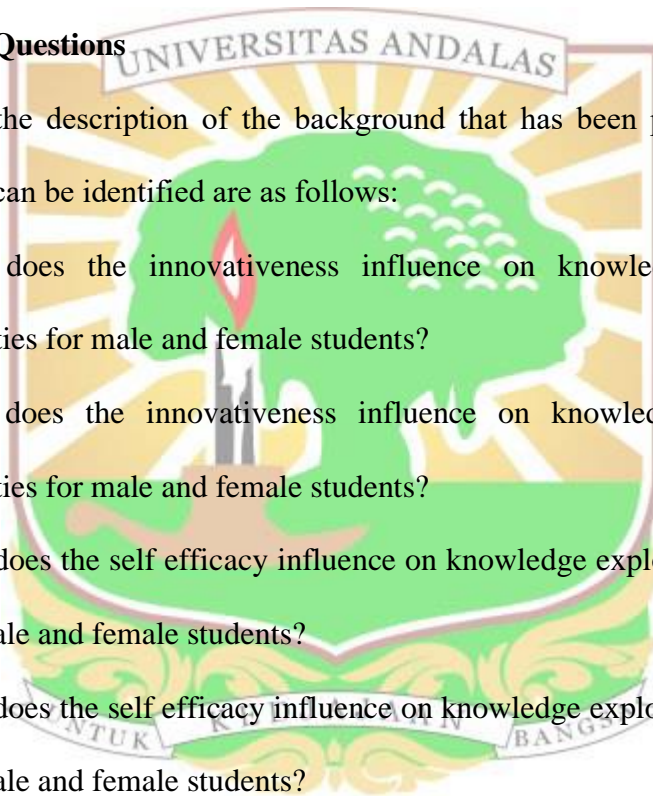 Questions
UNIVERSITAS ANDALAS
the description of the background that has been p
can be identified are as follows:
does the innovativeness influence on knowle
ties for male and female students?
does the innovativeness influence on knowled
ties for male and female students?
does the self efficacy influence on knowledge explo
ale and female students?
does the self efficacy influence on knowledge explo
UNTUK BANGS
ale and female students?